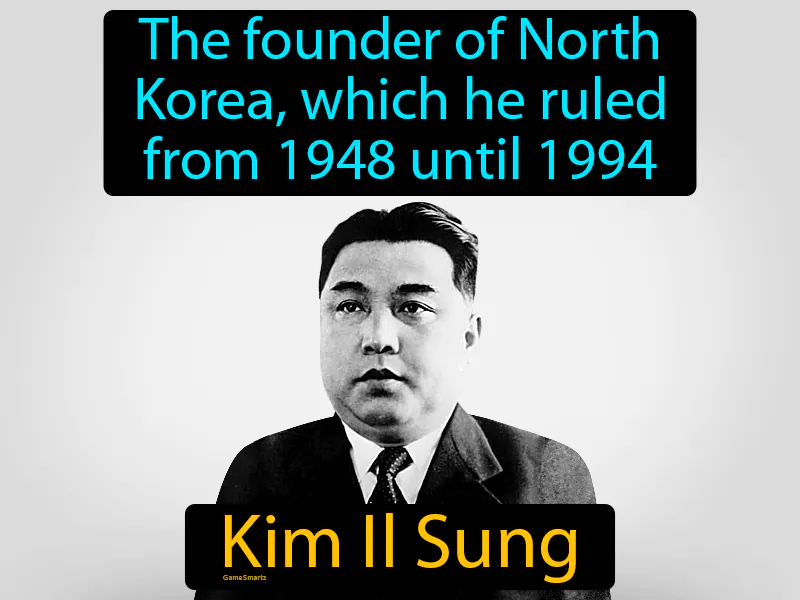 The founder of North
Korea, which he ruled
from 1948 until 1994
Kim Il Sung
GameSmartz